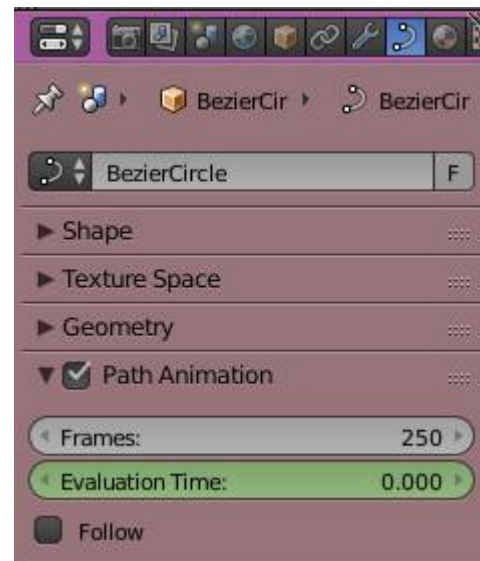 BezierCir BezierCir
BezierCircle F
Shape
Texture Space
Geometry
Path Animation
Frames: 250
Evaluation Time: 0.000
Follow